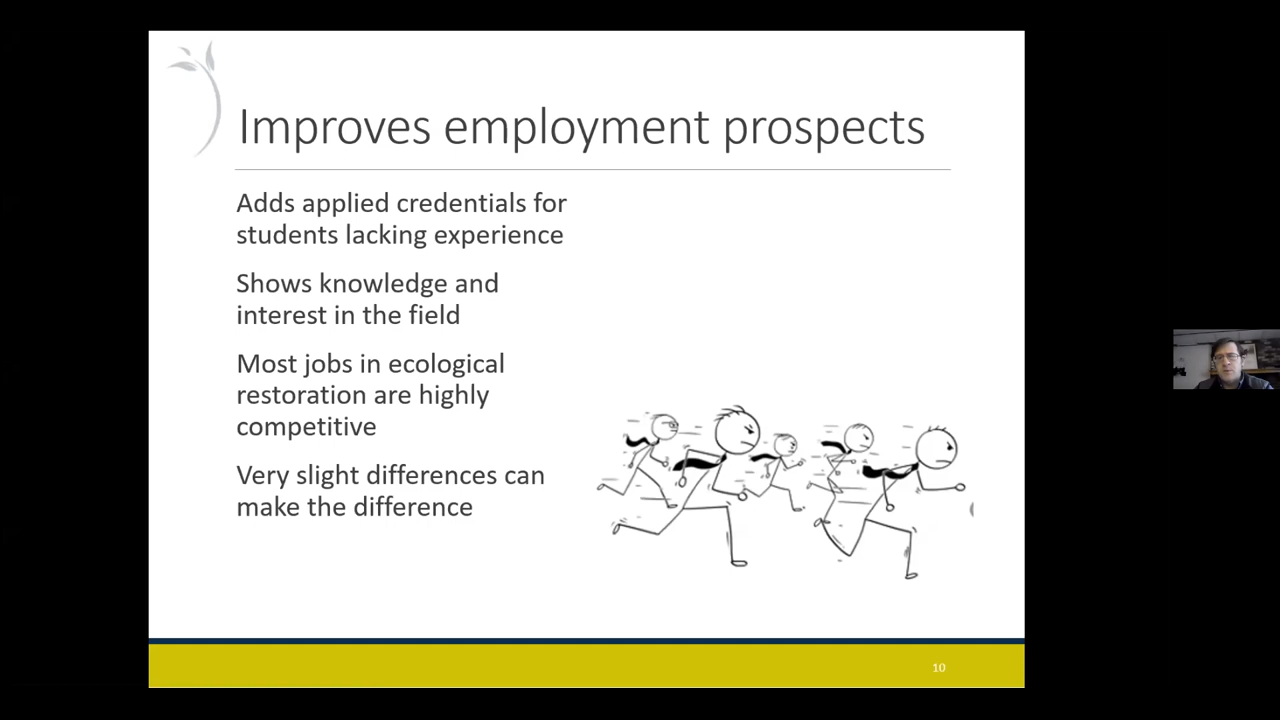 Improves employment prospects
Adds applied credentials for
students lacking experience
Shows knowledge and
interest in the field
Most jobs in ecological
restoration are highly
competitive
Very slight differences can
make the difference
10